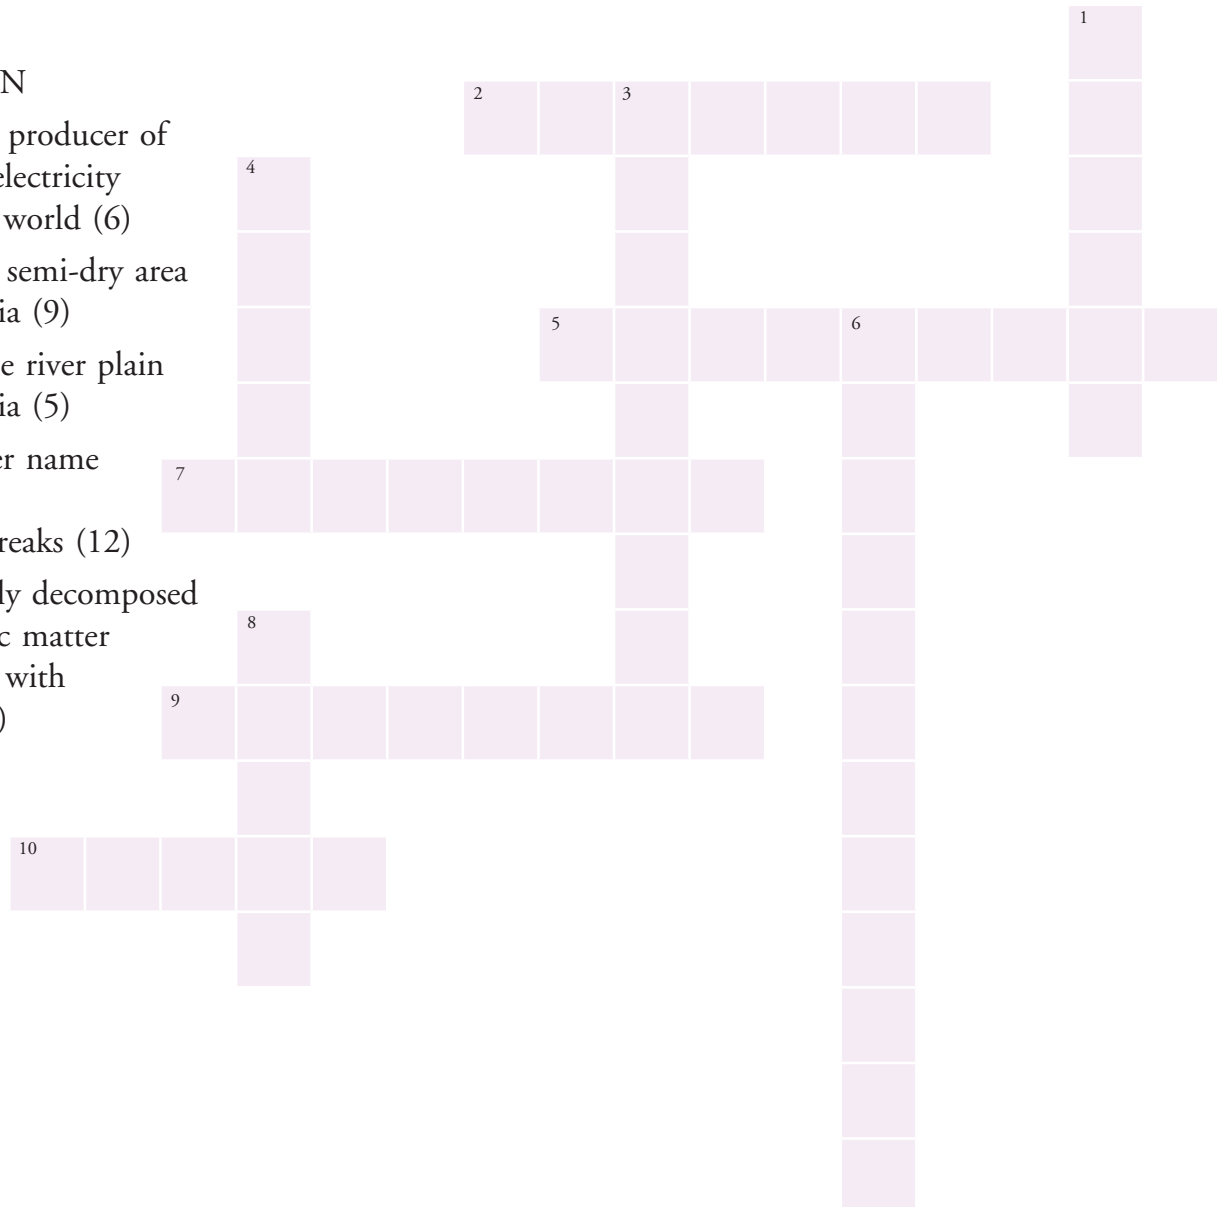 N
producer of
electricity
world (6)
semi-dry area
ia (9)
e river plain
ia (5)
er name
reaks (12)
ly decomposed
c matter
with
)
1
2 3
4
5 6
7
8
9
10